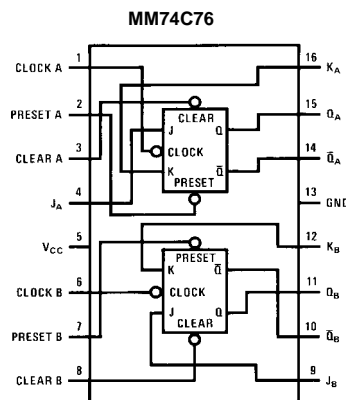 MM74C76
1 CLOCK A
2 PRESET A
3 CLEAR A
4 J_A
5 V_CC
6 CLOCK B
7 PRESET B
8 CLEAR B
16 K_A
15 Q_A
14 Q̅_A
13 GND
12 K_B
11 Q_B
10 Q̅_B
9 J_B
CLEAR
J Q
CLOCK
K Q̅
PRESET
PRESET
K Q̅
CLOCK
J Q
CLEAR